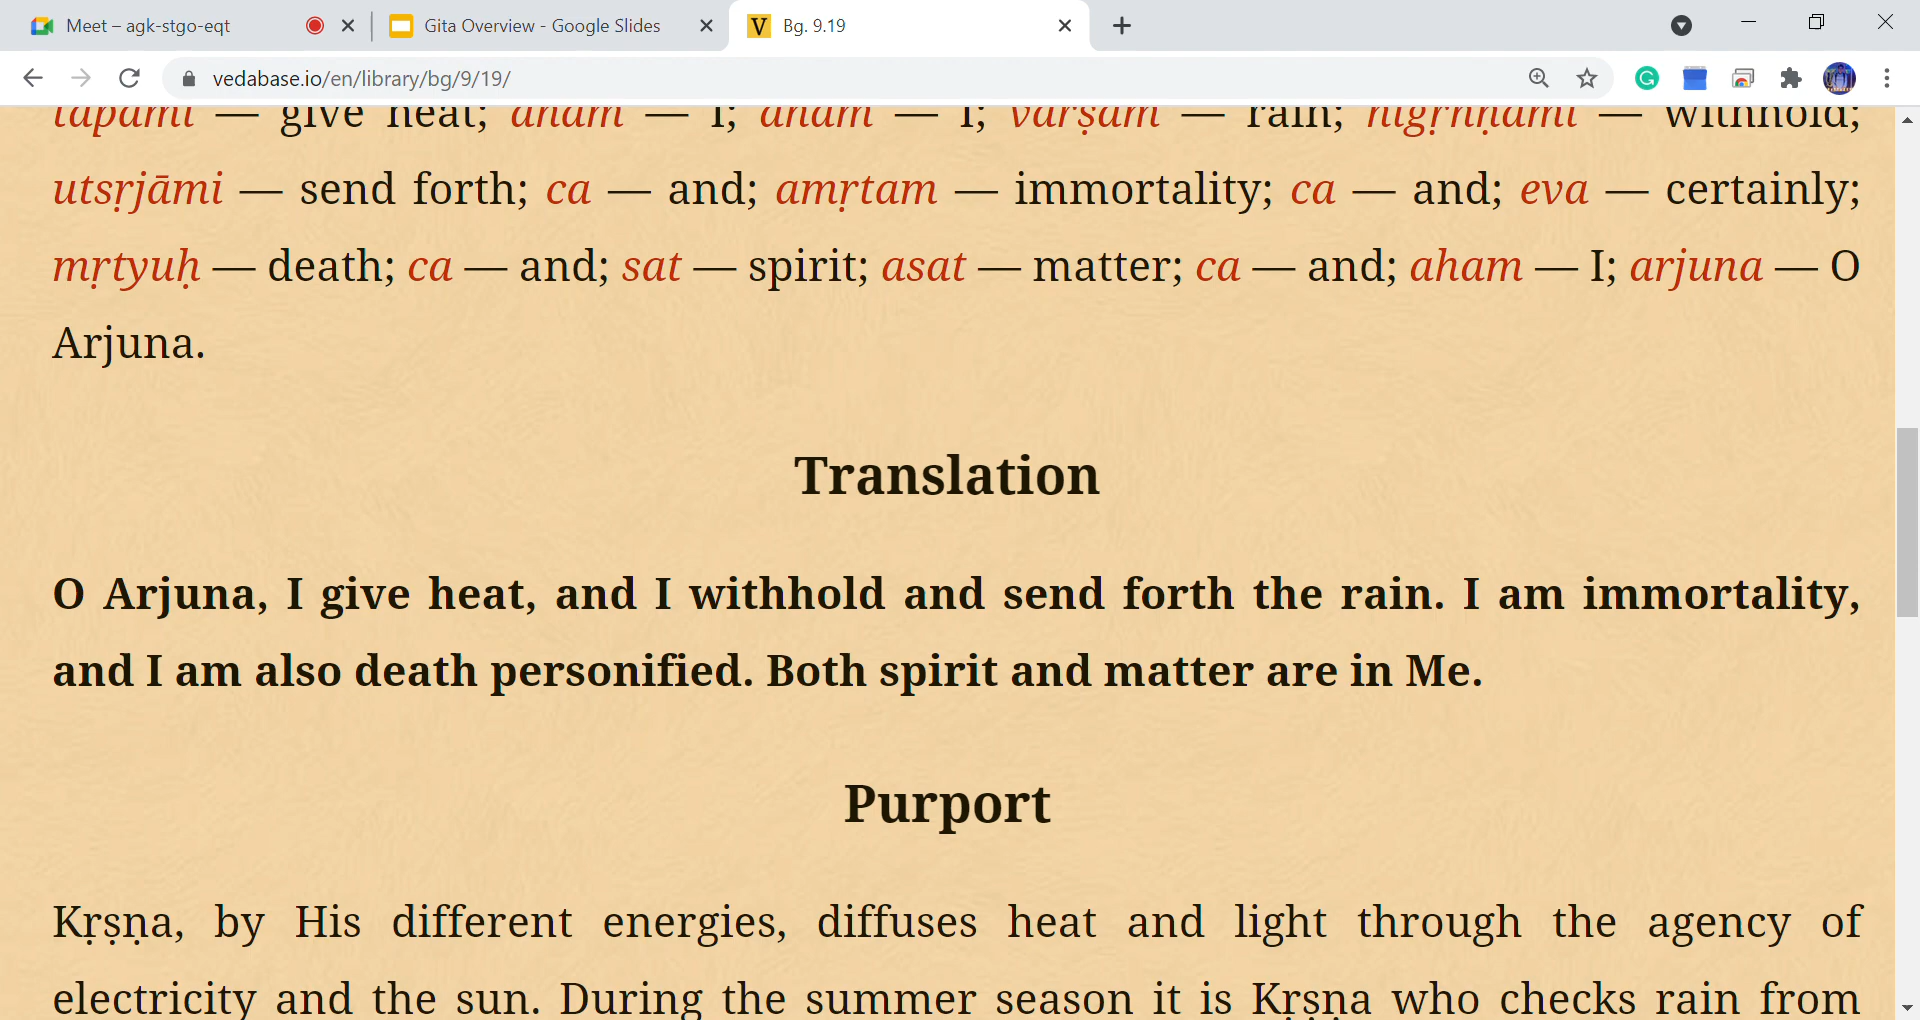 Meet – agk-stgo-eqt
Gita Overview - Google Slides
V Bg. 9.19
vedabase.io/en/library/bg/9/19/
tapāmi — give heat; aham — I; aham — I; varṣam — rain; nigṛhṇāmi — withhold;
utsṛjāmi — send forth; ca — and; amṛtam — immortality; ca — and; eva — certainly;
mṛtyuḥ — death; ca — and; sat — spirit; asat — matter; ca — and; aham — I; arjuna — O
Arjuna.
Translation
O Arjuna, I give heat, and I withhold and send forth the rain. I am immortality,
and I am also death personified. Both spirit and matter are in Me.
Purport
Kṛṣṇa, by His different energies, diffuses heat and light through the agency of
electricity and the sun. During the summer season it is Kṛṣṇa who checks rain from